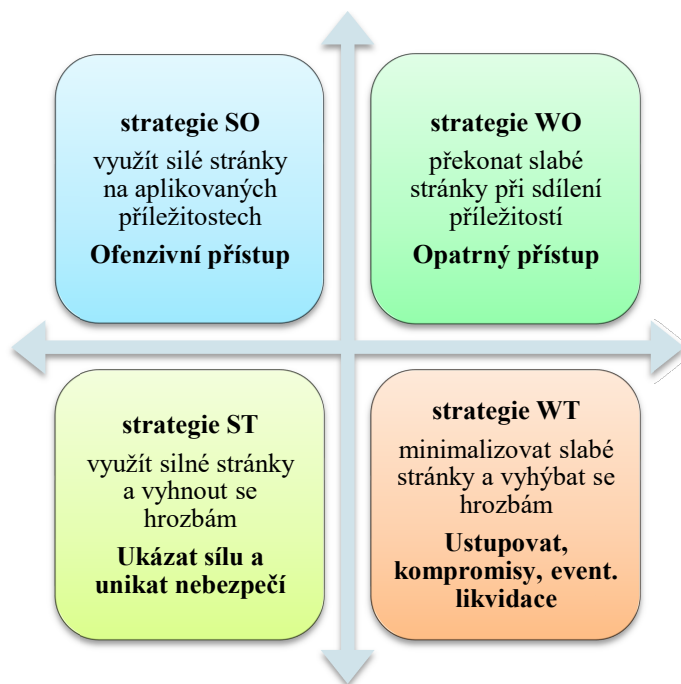 strategie SO
využít silé stránky
na aplikovaných
příležitostech
Ofenzivní přístup
strategie WO
překonat slabé
stránky při sdílení
příležitostí
Opatrný přístup
strategie ST
využít silné stránky
a vyhnout se
hrozbám
Ukázat sílu a
unikat nebezpečí
strategie WT
minimalizovat slabé
stránky a vyhýbat se
hrozbám
Ustupovat,
kompromisy, event.
likvidace